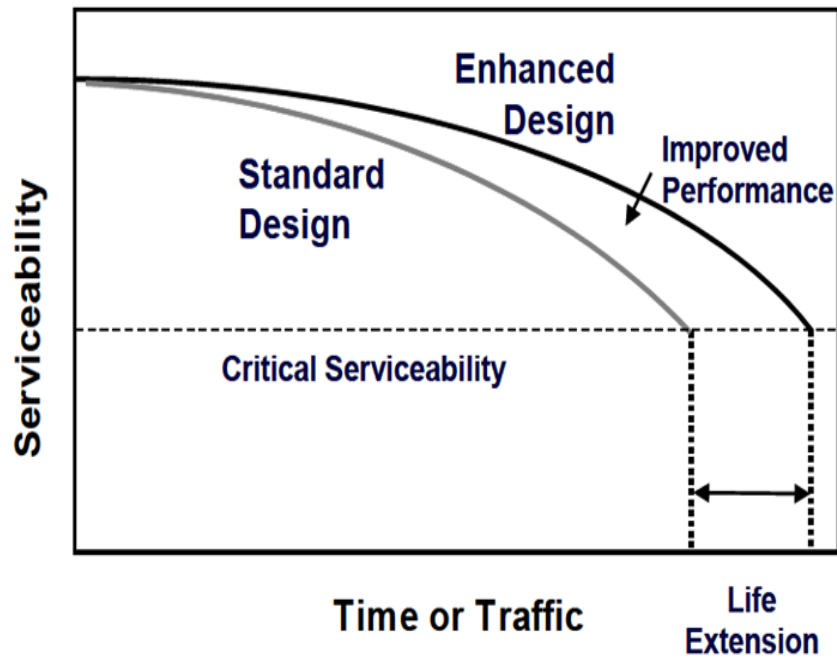 Enhanced
Design
Improved
Performance
Standard
Design
Critical Serviceability
Serviceability
Time or Traffic
Life
Extension